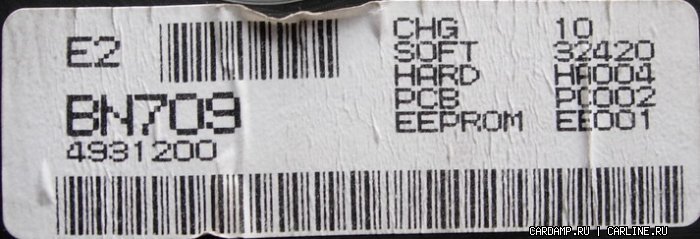 E2
BN709
4931200
CHG 10
SOFT 32420
HARD HA004
PCB PC002
EEPROM EE001
CARDAMP.RU | CARLINE.RU